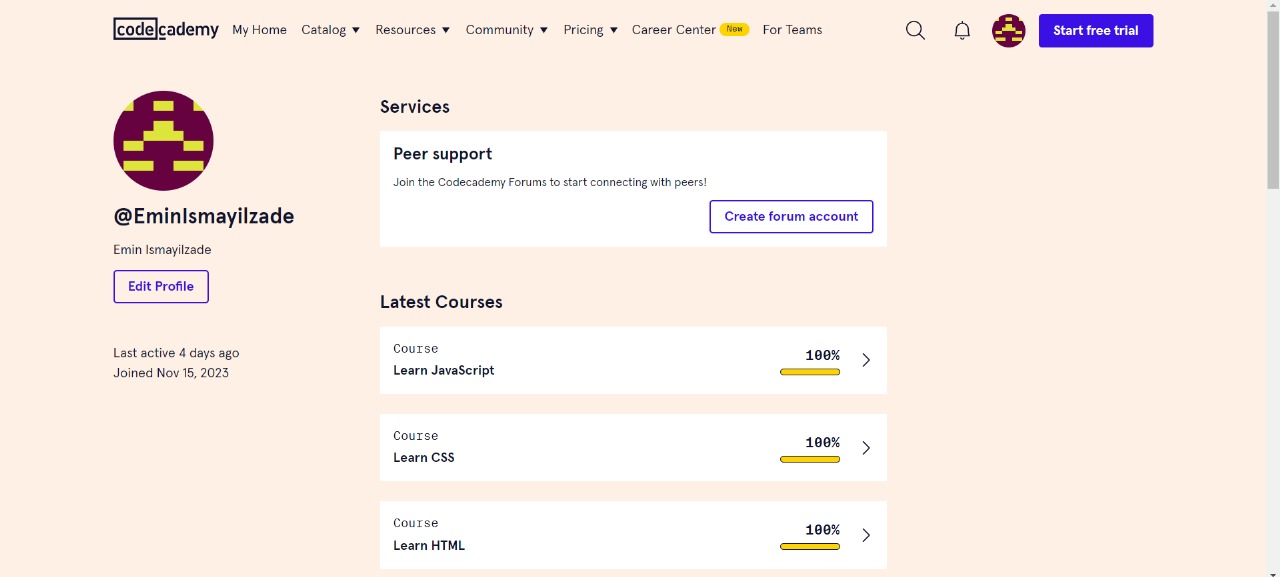 codecademy My Home Catalog Resources Community Pricing Career Center New For Teams Start free trial
@EminIsmayilzade
Emin Ismayilzade
Edit Profile
Last active 4 days ago
Joined Nov 15, 2023
Services
Peer support
Join the Codecademy Forums to start connecting with peers!
Create forum account
Latest Courses
Course
Learn JavaScript
100%
Course
Learn CSS
100%
Course
Learn HTML
100%